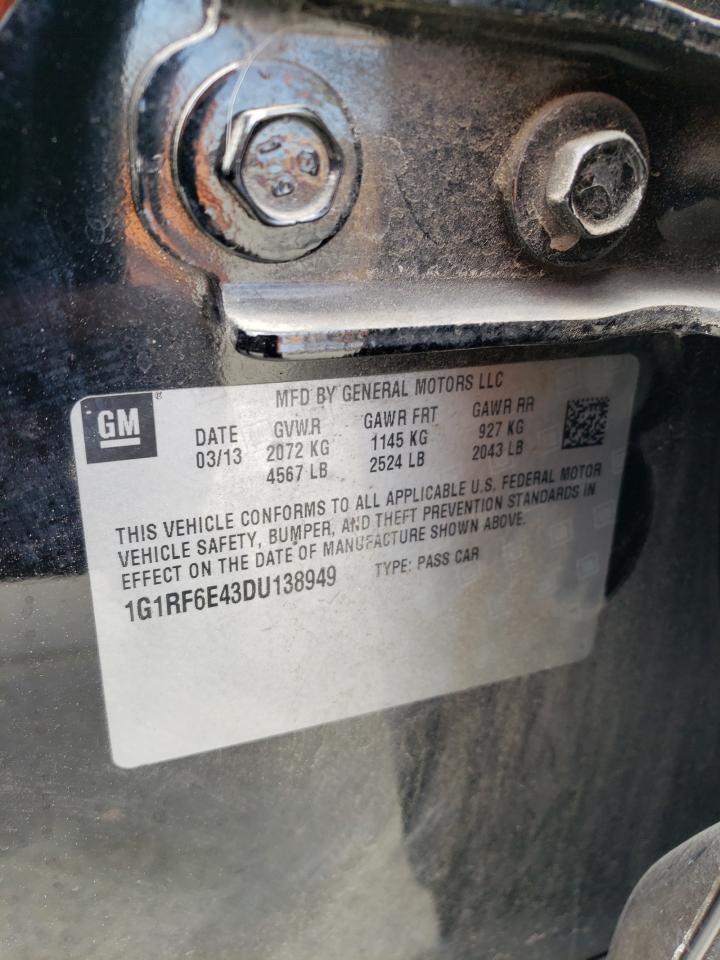 MFD BY GENERAL MOTORS LLC
GM
DATE GVWR GAWR FRT GAWR RR
03/13 2072 KG 1145 KG 927 KG
4567 LB 2524 LB 2043 LB
THIS VEHICLE CONFORMS TO ALL APPLICABLE U.S. FEDERAL MOTOR
VEHICLE SAFETY, BUMPER, AND THEFT PREVENTION STANDARDS IN
EFFECT ON THE DATE OF MANUFACTURE SHOWN ABOVE.
1G1RF6E43DU138949 TYPE: PASS CAR